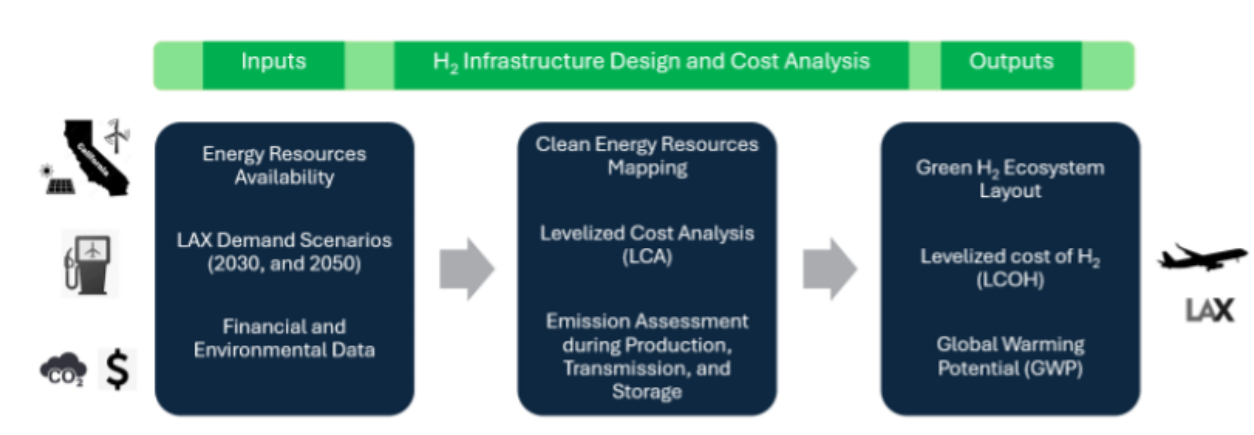 Inputs
H₂ Infrastructure Design and Cost Analysis
Outputs
California
Energy Resources
Availability
LAX Demand Scenarios
(2030, and 2050)
Financial and
Environmental Data
CO₂ $
Clean Energy Resources
Mapping
Levelized Cost Analysis
(LCA)
Emission Assessment
during Production,
Transmission, and
Storage
Green H₂ Ecosystem
Layout
Levelized cost of H₂
(LCOH)
Global Warming
Potential (GWP)
LAX